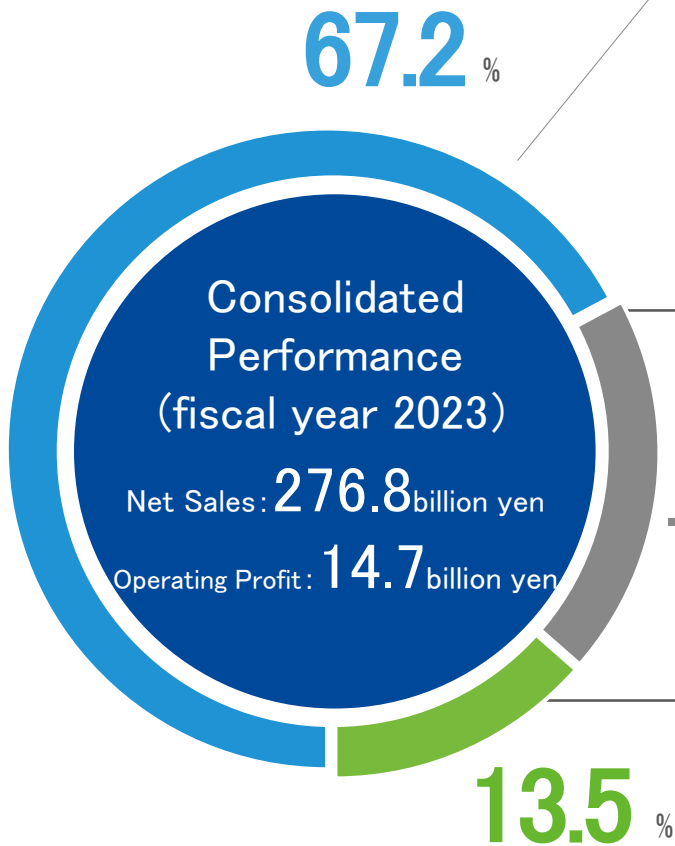 67.2 %
Consolidated
Performance
(fiscal year 2023)
Net Sales: 276.8 billion yen
Operating Profit: 14.7 billion yen
13.5 %